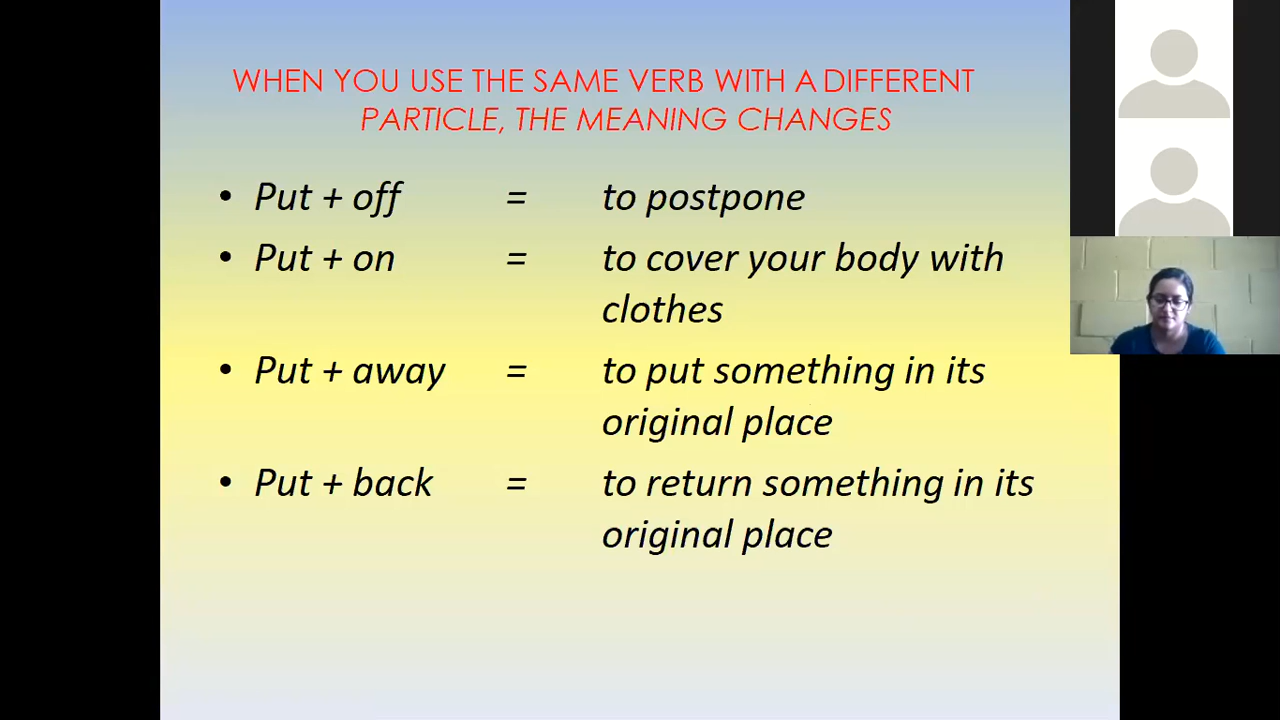 WHEN YOU USE THE SAME VERB WITH A DIFFERENT
PARTICLE, THE MEANING CHANGES
• Put + off = to postpone
• Put + on = to cover your body with
clothes
• Put + away = to put something in its
original place
• Put + back = to return something in its
original place